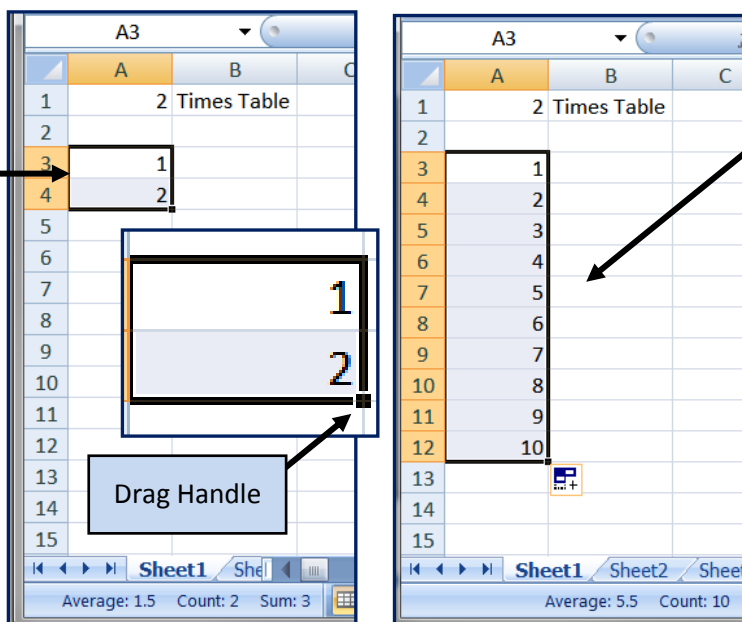 A3
A B C
1 2 Times Table
2
3 1
4 2
5
6
7
8
9
10
11
12
13
14
15
1
2
Drag Handle
Sheet1
Average: 1.5 Count: 2 Sum: 3
A3
A B C
1 2 Times Table
2
3 1
4 2
5 3
6 4
7 5
8 6
9 7
10 8
11 9
12 10
13
14
15
Sheet1 Sheet2 Sheet
Average: 5.5 Count: 10